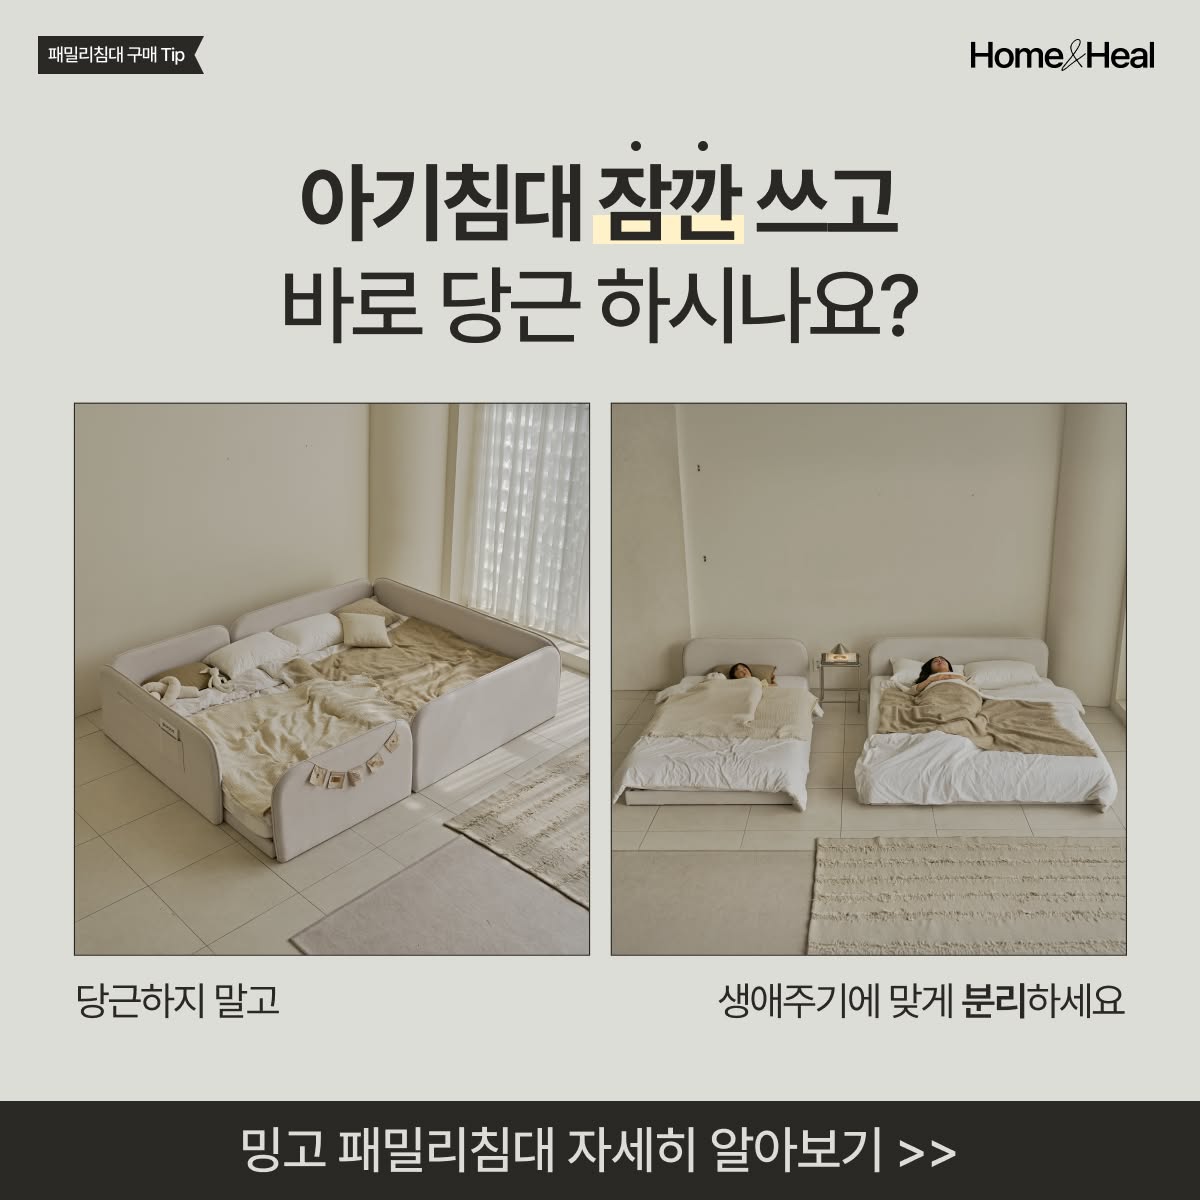 패밀리침대 구매 Tip
Home&Heal
아기침대 잠깐 쓰고
바로 당근 하시나요?
당근하지 말고
생애주기에 맞게 분리하세요
밍고 패밀리침대 자세히 알아보기 >>